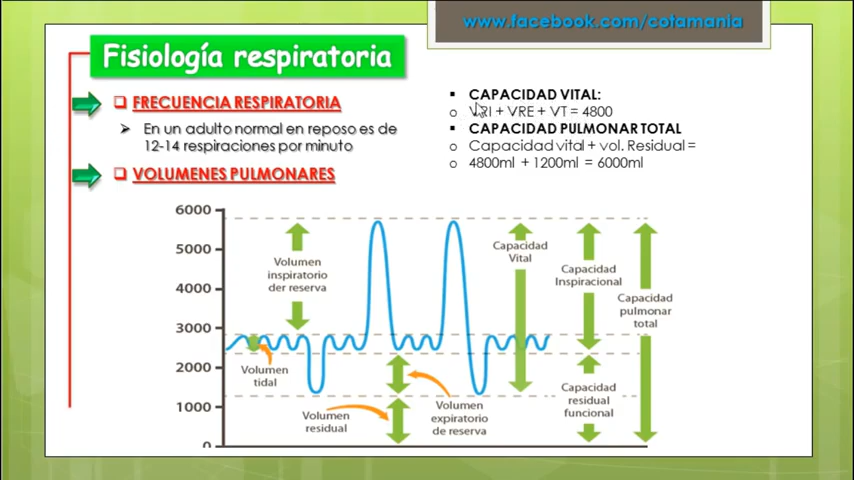 www.facebook.com/cotamania
Fisiología respiratoria
FRECUENCIA RESPIRATORIA
En un adulto normal en reposo es de
12-14 respiraciones por minuto
VOLUMENES PULMONARES
CAPACIDAD VITAL:
VRI + VRE + VT = 4800
CAPACIDAD PULMONAR TOTAL
Capacidad vital + vol. Residual =
4800ml + 1200ml = 6000ml
6000
5000
4000
3000
2000
1000
0
Volumen
inspiratorio
der reserva
Volumen
tidal
Volumen
residual
Volumen
expiratorio
de reserva
Capacidad
Vital
Capacidad
Inspiracional
Capacidad
pulmonar
total
Capacidad
residual
funcional